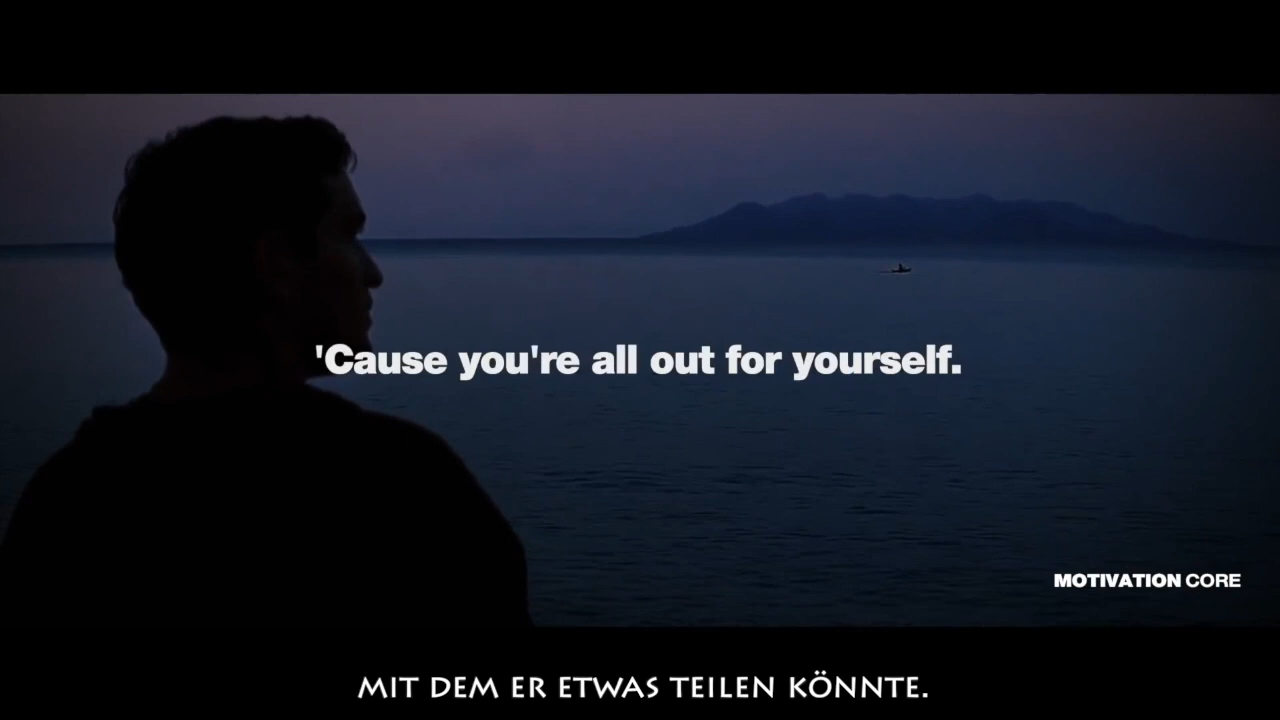 'Cause you're all out for yourself.
MOTIVATION CORE
MIT DEM ER ETWAS TEILEN KÖNNTE.